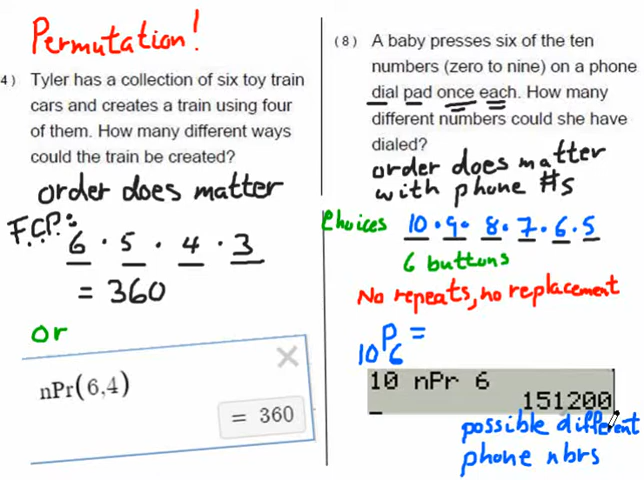 Permutation!
4) Tyler has a collection of six toy train
cars and creates a train using four
of them. How many different ways
could the train be created?
order does matter
F.C.P.:
6 · 5 · 4 · 3
= 360
or
nPr(6,4)
= 360
(8) A baby presses six of the ten
numbers (zero to nine) on a phone
dial pad once each. How many
different numbers could she have
dialed?
order does matter
with phone #s
Choices 10 · 9 · 8 · 7 · 6 · 5
6 buttons
No repeats, no replacement
10P6 =
10 nPr 6
151200
possible different
phone nbrs